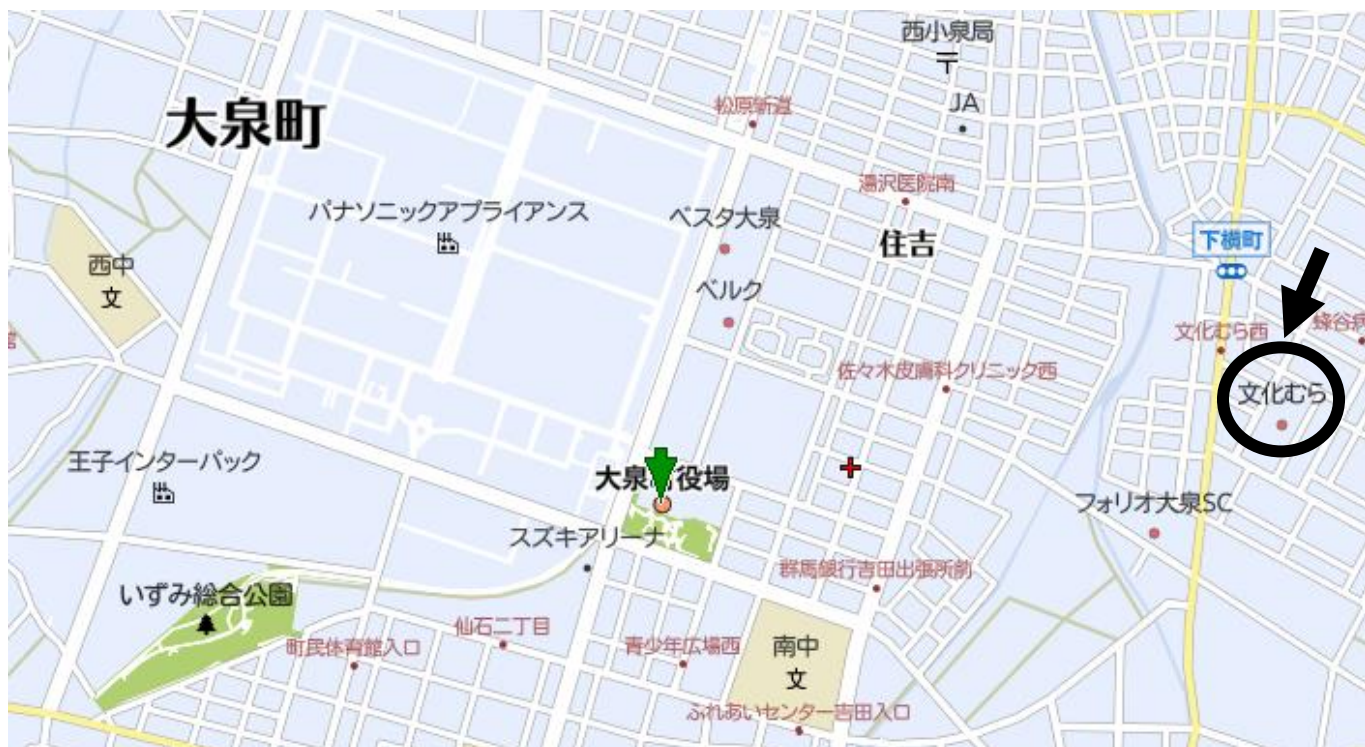 西小泉局
松原新道
JA
大泉町
湯沢医院南
パナソニックアプライアンス
ベスタ大泉
住吉
下横町
西中
文
ベルク
文化むら西
佐々木皮膚科クリニック西
文化むら
王子インターパック
フォリオ大泉SC
スズキアリーナ
群馬銀行吉田出張所前
いずみ総合公園
仙石二丁目
町民体育館入口
青少年広場西
南中
文
ふれあいセンター吉田入口